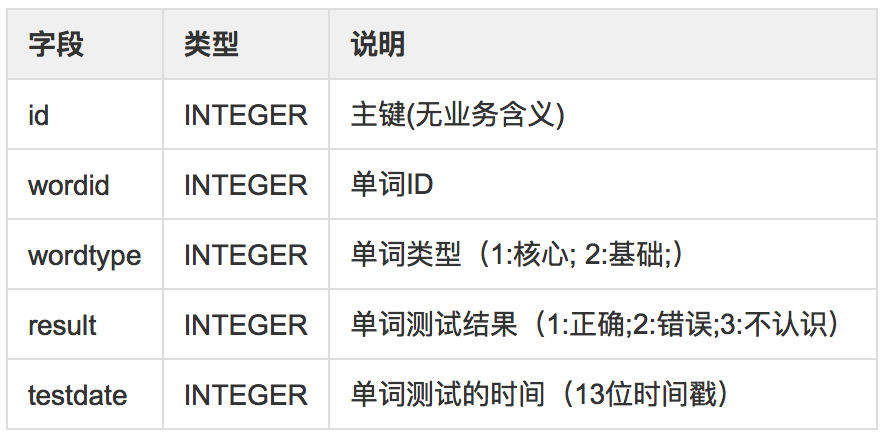 字段 类型 说明
id INTEGER 主键(无业务含义)
wordid INTEGER 单词ID
wordtype INTEGER 单词类型（1:核心; 2:基础;）
result INTEGER 单词测试结果（1:正确;2:错误;3:不认识）
testdate INTEGER 单词测试的时间（13位时间戳）